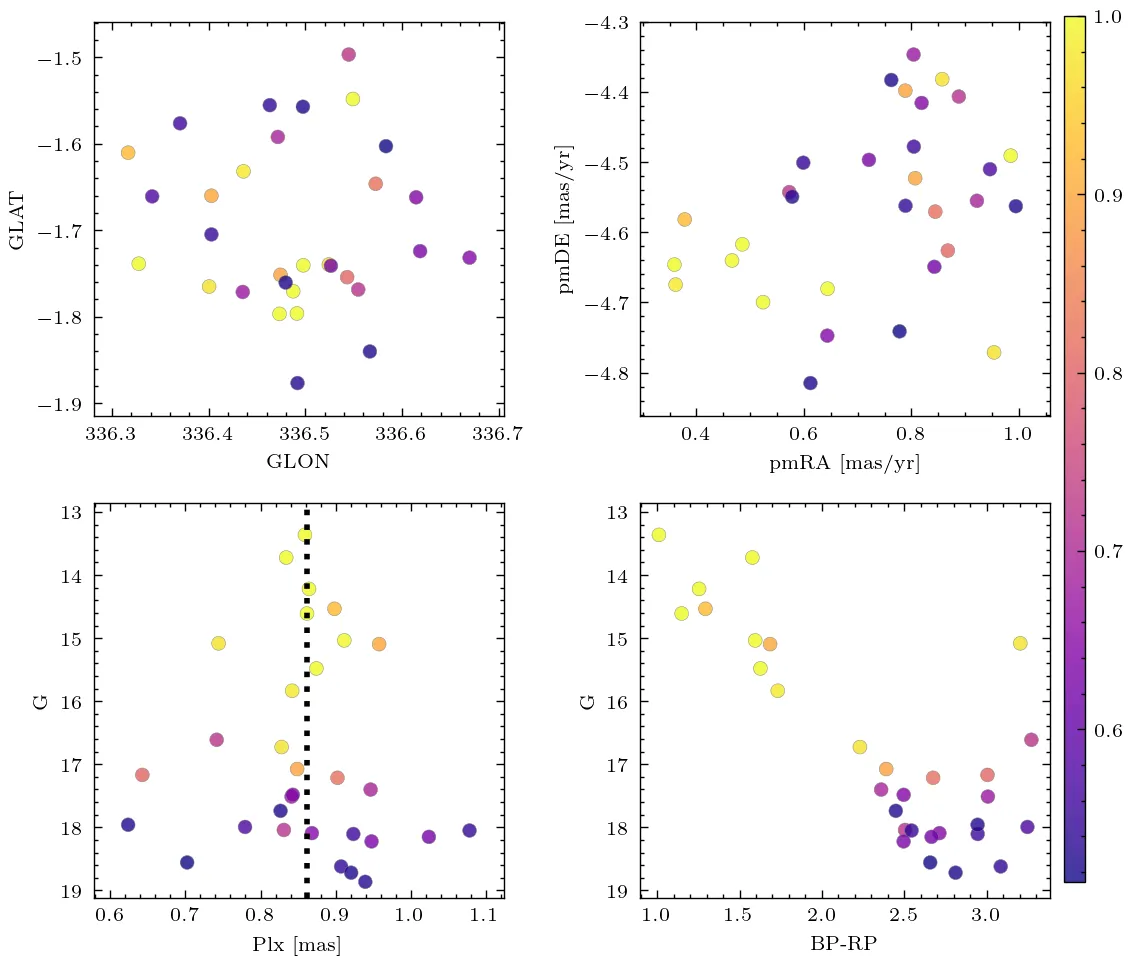 −1.5
−1.6
−1.7
−1.8
−1.9
GLAT
336.3 336.4 336.5 336.6 336.7
GLON
−4.3
−4.4
−4.5
−4.6
−4.7
−4.8
pmDE [mas/yr]
0.4 0.6 0.8 1.0
pmRA [mas/yr]
1.0
0.9
0.8
0.7
0.6
13
14
15
16
17
18
19
G
0.6 0.7 0.8 0.9 1.0 1.1
Plx [mas]
13
14
15
16
17
18
19
G
1.0 1.5 2.0 2.5 3.0
BP-RP